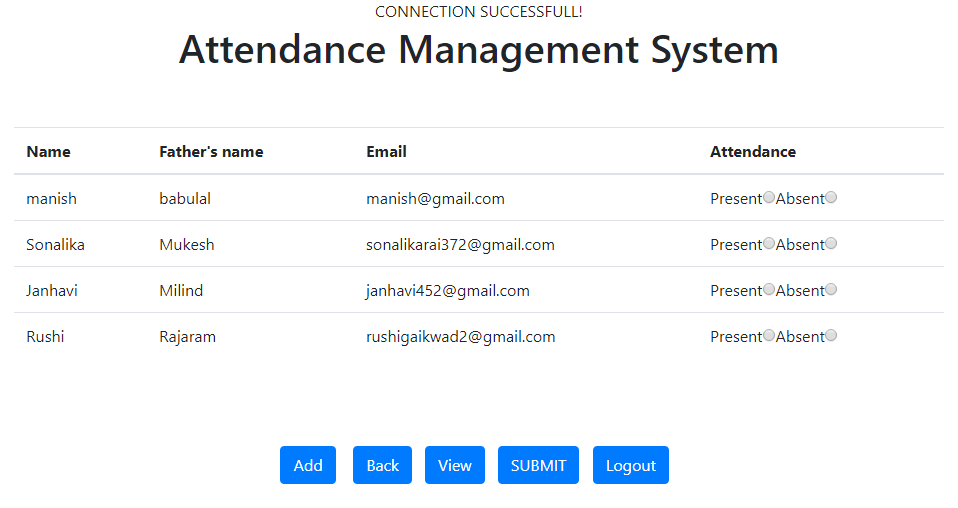 CONNECTION SUCCESSFULL!
Attendance Management System
Name Father's name Email Attendance
manish babulal manish@gmail.com Present Absent
Sonalika Mukesh sonalikarai372@gmail.com Present Absent
Janhavi Milind janhavi452@gmail.com Present Absent
Rushi Rajaram rushigaikwad2@gmail.com Present Absent
Add Back View SUBMIT Logout